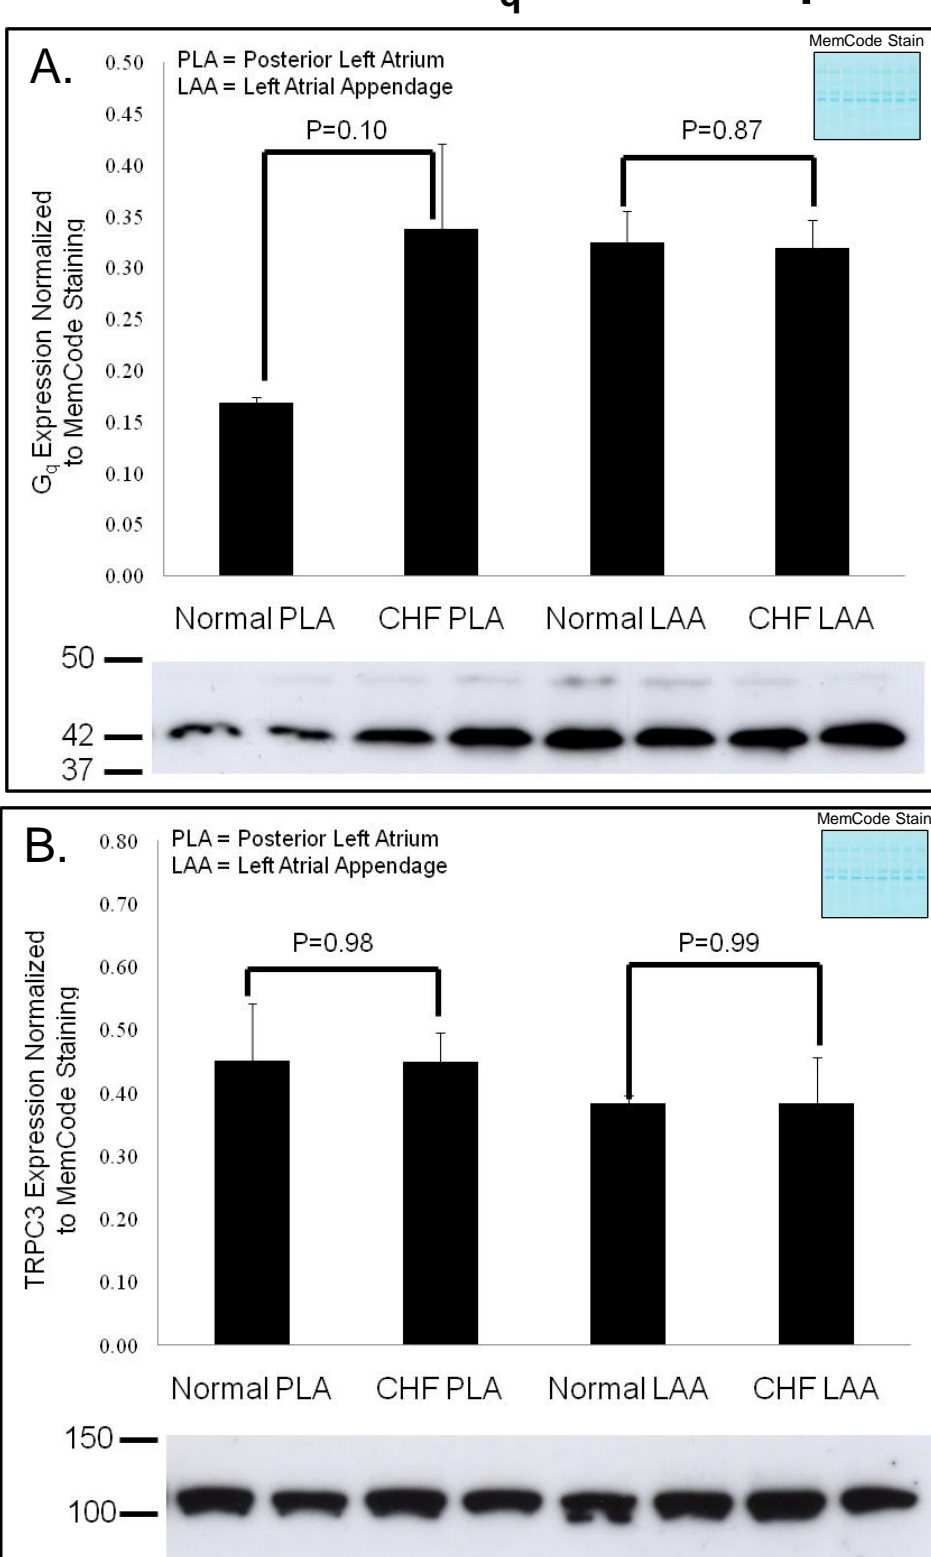 q
A.
PLA = Posterior Left Atrium
LAA = Left Atrial Appendage
MemCode Stain
Gq Expression Normalized
to MemCode Staining
0.50
0.45
0.40
0.35
0.30
0.25
0.20
0.15
0.10
0.05
0.00
P=0.10
P=0.87
Normal PLA CHF PLA Normal LAA CHF LAA
50
42
37
B.
PLA = Posterior Left Atrium
LAA = Left Atrial Appendage
MemCode Stain
TRPC3 Expression Normalized
to MemCode Staining
0.80
0.70
0.60
0.50
0.40
0.30
0.20
0.10
0.00
P=0.98
P=0.99
Normal PLA CHF PLA Normal LAA CHF LAA
150
100